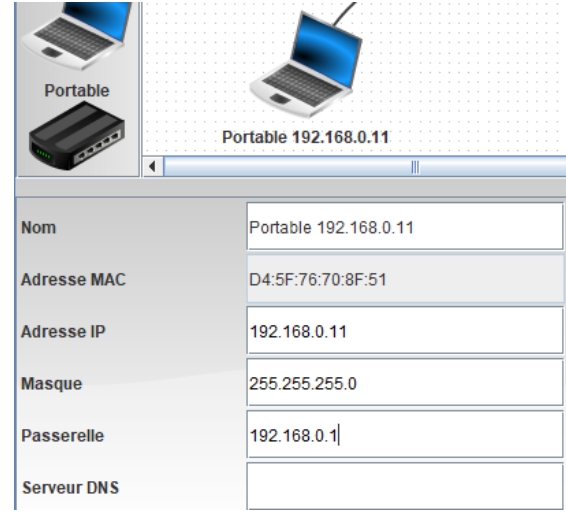 Portable
Portable 192.168.0.11
Nom Portable 192.168.0.11
Adresse MAC D4:5F:76:70:8F:51
Adresse IP 192.168.0.11
Masque 255.255.255.0
Passerelle 192.168.0.1
Serveur DNS